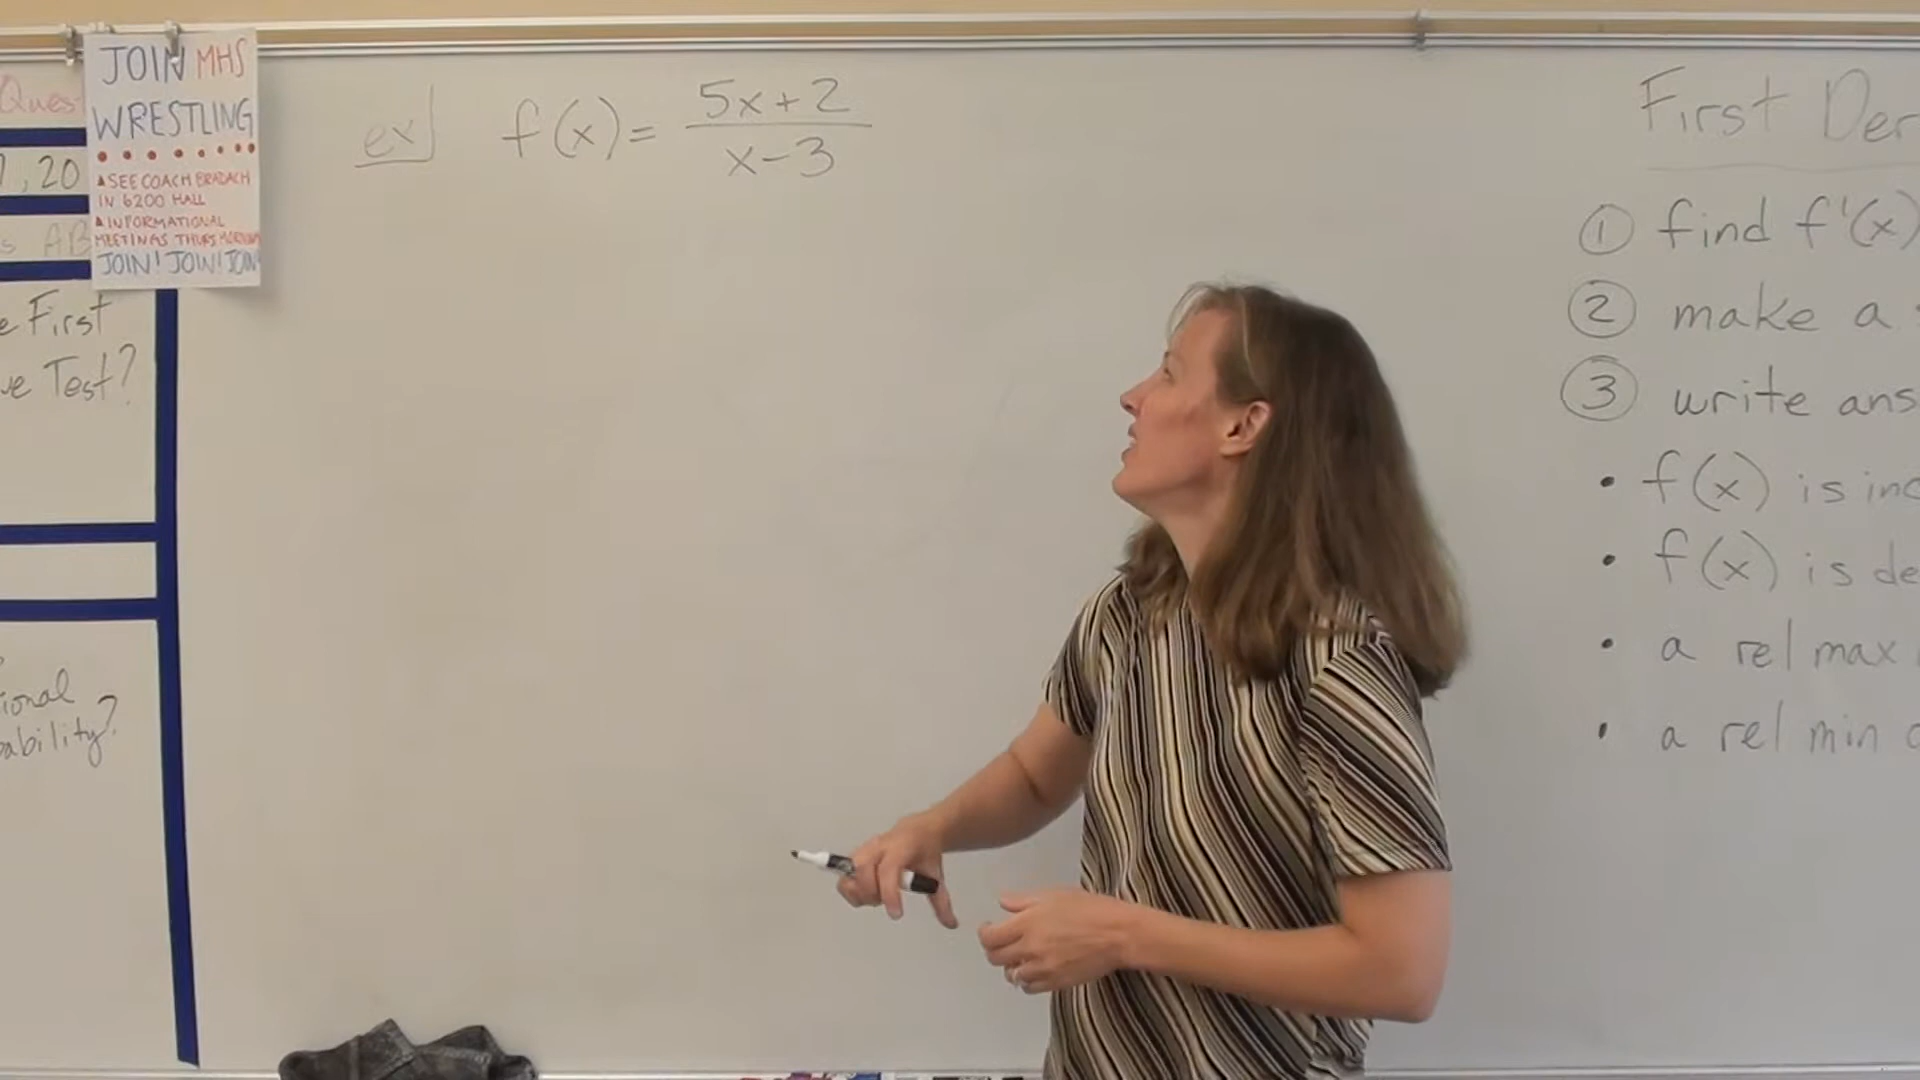 JOIN MHS
WRESTLING
SEE COACH BRADACH
IN 6200 HALL
INFORMATIONAL
MEETINGS THURS MORNING
JOIN! JOIN! JOIN!
Ques
, 20
s AB
e First
ve Test?
ional
bability?
ex
f(x) = 5x+2
x-3
First Der
① find f'(x)
② make a
③ write ans
• f(x) is inc
• f(x) is de
• a rel max
• a rel min